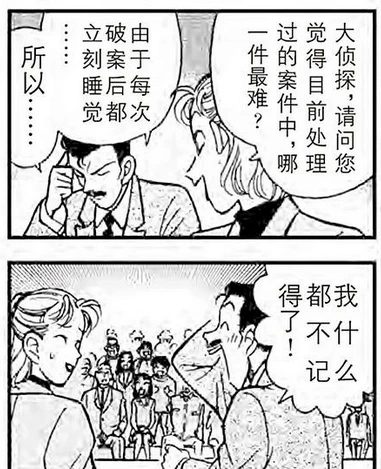 大侦探，请问您
觉得目前处理
过的案件中，哪
一件最难？
由于每次
破案后都
立刻睡觉
……
所以……
我什么
都不记
得了！